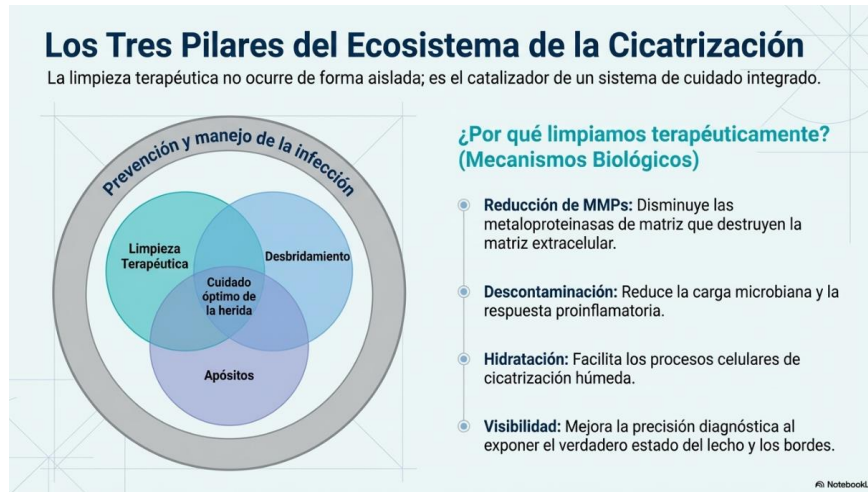 Los Tres Pilares del Ecosistema de la Cicatrización
La limpieza terapéutica no ocurre de forma aislada; es el catalizador de un sistema de cuidado integrado.
Prevención y manejo de la infección
Limpieza
Terapéutica
Desbridamiento
Cuidado
óptimo de
la herida
Apósitos
¿Por qué limpiamos terapéuticamente?
(Mecanismos Biológicos)
Reducción de MMPs: Disminuye las
metaloproteinasas de matriz que destruyen la
matriz extracelular.
Descontaminación: Reduce la carga microbiana y la
respuesta proinflamatoria.
Hidratación: Facilita los procesos celulares de
cicatrización húmeda.
Visibilidad: Mejora la precisión diagnóstica al
exponer el verdadero estado del lecho y los bordes.